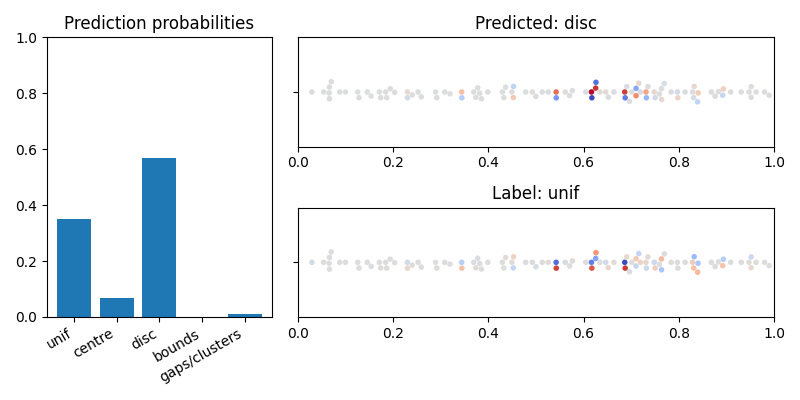 Prediction probabilities
1.0
0.8
0.6
0.4
0.2
0.0
unif
centre
disc
bounds
gaps/clusters
Predicted: disc
0.0 0.2 0.4 0.6 0.8 1.0
Label: unif
0.0 0.2 0.4 0.6 0.8 1.0